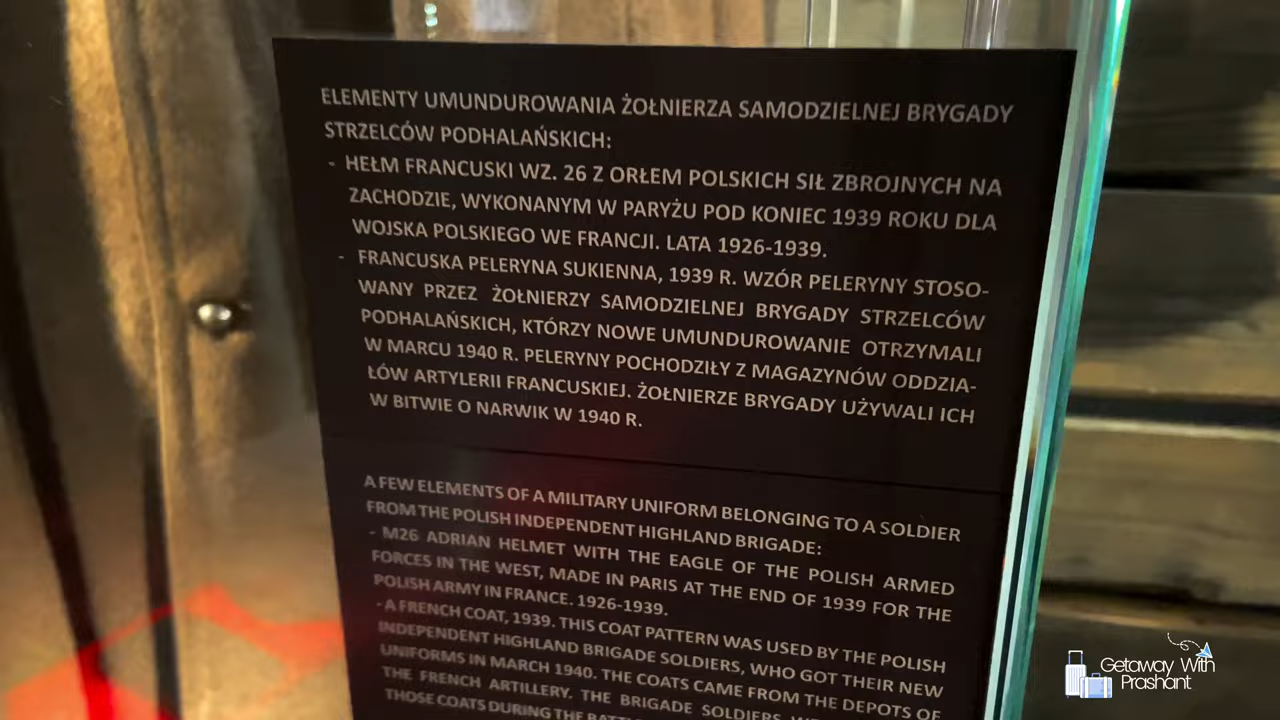 ELEMENTY UMUNDUROWANIA ŻOŁNIERZA SAMODZIELNEJ BRYGADY
STRZELCÓW PODHALAŃSKICH:
- HEŁM FRANCUSKI WZ. 26 Z ORŁEM POLSKICH SIŁ ZBROJNYCH NA
ZACHODZIE, WYKONANYM W PARYŻU POD KONIEC 1939 ROKU DLA
WOJSKA POLSKIEGO WE FRANCJI. LATA 1926-1939.
- FRANCUSKA PELERYNA SUKIENNA, 1939 R. WZÓR PELERYNY STOSO-
WANY PRZEZ ŻOŁNIERZY SAMODZIELNEJ BRYGADY STRZELCÓW
PODHALAŃSKICH, KTÓRZY NOWE UMUNDUROWANIE OTRZYMALI
W MARCU 1940 R. PELERYNY POCHODZIŁY Z MAGAZYNÓW ODDZIA-
ŁÓW ARTYLERII FRANCUSKIEJ. ŻOŁNIERZE BRYGADY UŻYWALI ICH
W BITWIE O NARWIK W 1940 R.
A FEW ELEMENTS OF A MILITARY UNIFORM BELONGING TO A SOLDIER
FROM THE POLISH INDEPENDENT HIGHLAND BRIGADE:
- M26 ADRIAN HELMET WITH THE EAGLE OF THE POLISH ARMED
FORCES IN THE WEST, MADE IN PARIS AT THE END OF 1939 FOR THE
POLISH ARMY IN FRANCE. 1926-1939.
- A FRENCH COAT, 1939. THIS COAT PATTERN WAS USED BY THE POLISH
INDEPENDENT HIGHLAND BRIGADE SOLDIERS, WHO GOT THEIR NEW
UNIFORMS IN MARCH 1940. THE COATS CAME FROM THE DEPOTS OF
THE FRENCH ARTILLERY. THE BRIGADE SOLDIERS
THOSE COATS DURING THE
Getaway With
Prashant